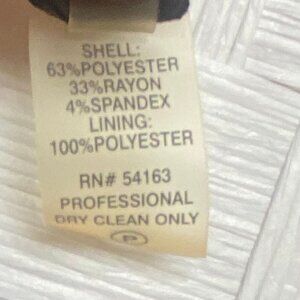 SHELL:
63%POLYESTER
33%RAYON
4%SPANDEX
LINING:
100%POLYESTER
RN# 54163
PROFESSIONAL
DRY CLEAN ONLY
P